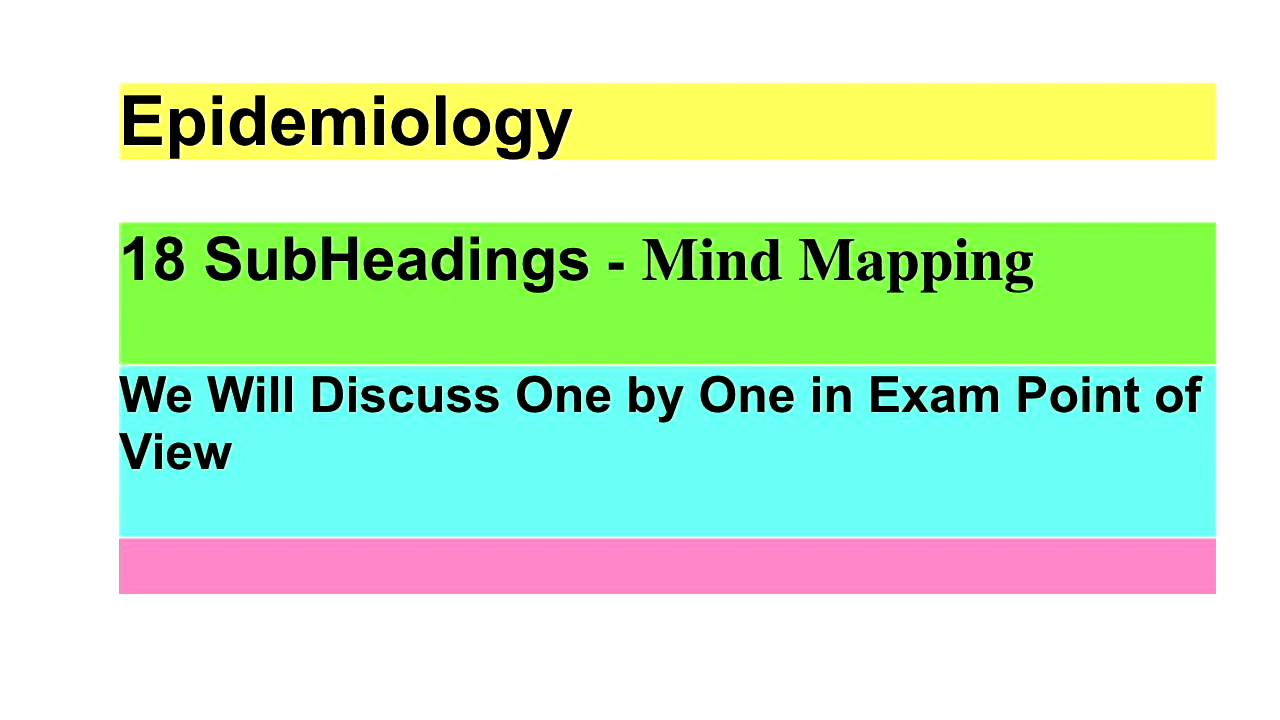 Epidemiology
18 SubHeadings - Mind Mapping
We Will Discuss One by One in Exam Point of
View